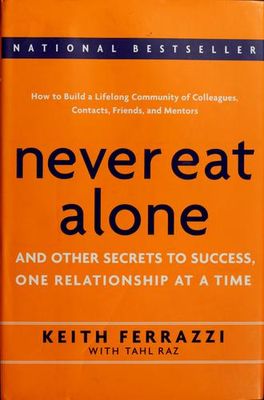 NATIONAL BESTSELLER
How to Build a Lifelong Community of Colleagues,
Contacts, Friends, and Mentors
never eat
alone
AND OTHER SECRETS TO SUCCESS,
ONE RELATIONSHIP AT A TIME
KEITH FERRAZZI
WITH TAHL RAZ